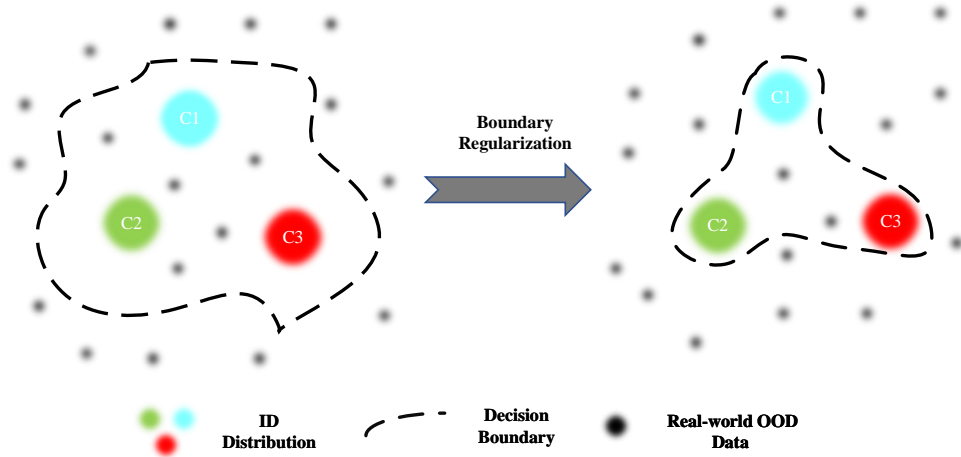 C1
C2
C3
Boundary
Regularization
C1
C2
C3
ID
Distribution
Decision
Boundary
Real-world OOD
Data